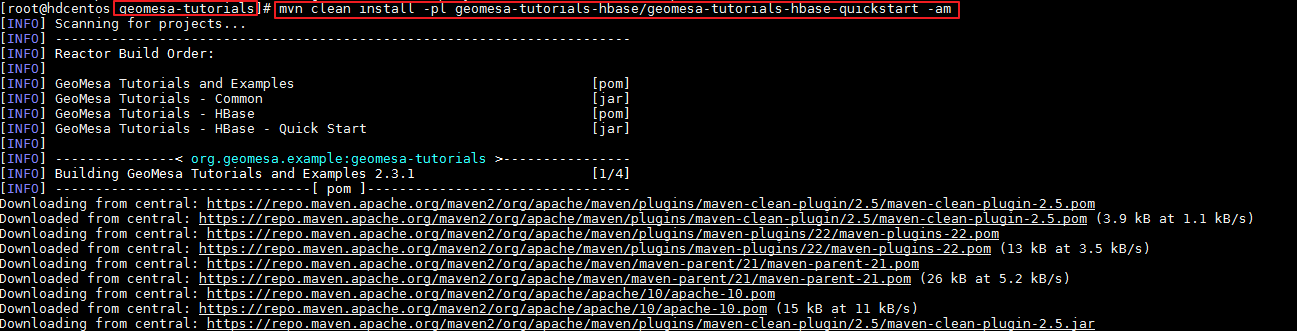 [root@hdcentos geomesa-tutorials]# mvn clean install -pl geomesa-tutorials-hbase/geomesa-tutorials-hbase-quickstart -am
[INFO] Scanning for projects...
[INFO] ------------------------------------------------------------------------
[INFO] Reactor Build Order:
[INFO]
[INFO] GeoMesa Tutorials and Examples                                     [pom]
[INFO] GeoMesa Tutorials - Common                                         [jar]
[INFO] GeoMesa Tutorials - HBase                                          [pom]
[INFO] GeoMesa Tutorials - HBase - Quick Start                            [jar]
[INFO]
[INFO] ---------------< org.geomesa.example:geomesa-tutorials >----------------
[INFO] Building GeoMesa Tutorials and Examples 2.3.1                      [1/4]
[INFO] --------------------------------[ pom ]---------------------------------
Downloading from central: https://repo.maven.apache.org/maven2/org/apache/maven/plugins/maven-clean-plugin/2.5/maven-clean-plugin-2.5.pom
Downloaded from central: https://repo.maven.apache.org/maven2/org/apache/maven/plugins/maven-clean-plugin/2.5/maven-clean-plugin-2.5.pom (3.9 kB at 1.1 kB/s)
Downloading from central: https://repo.maven.apache.org/maven2/org/apache/maven/plugins/maven-plugins/22/maven-plugins-22.pom
Downloaded from central: https://repo.maven.apache.org/maven2/org/apache/maven/plugins/maven-plugins/22/maven-plugins-22.pom (13 kB at 3.5 kB/s)
Downloading from central: https://repo.maven.apache.org/maven2/org/apache/maven/maven-parent/21/maven-parent-21.pom
Downloaded from central: https://repo.maven.apache.org/maven2/org/apache/maven/maven-parent/21/maven-parent-21.pom (26 kB at 5.2 kB/s)
Downloading from central: https://repo.maven.apache.org/maven2/org/apache/apache/10/apache-10.pom
Downloaded from central: https://repo.maven.apache.org/maven2/org/apache/apache/10/apache-10.pom (15 kB at 11 kB/s)
Downloading from central: https://repo.maven.apache.org/maven2/org/apache/maven/plugins/maven-clean-plugin/2.5/maven-clean-plugin-2.5.jar